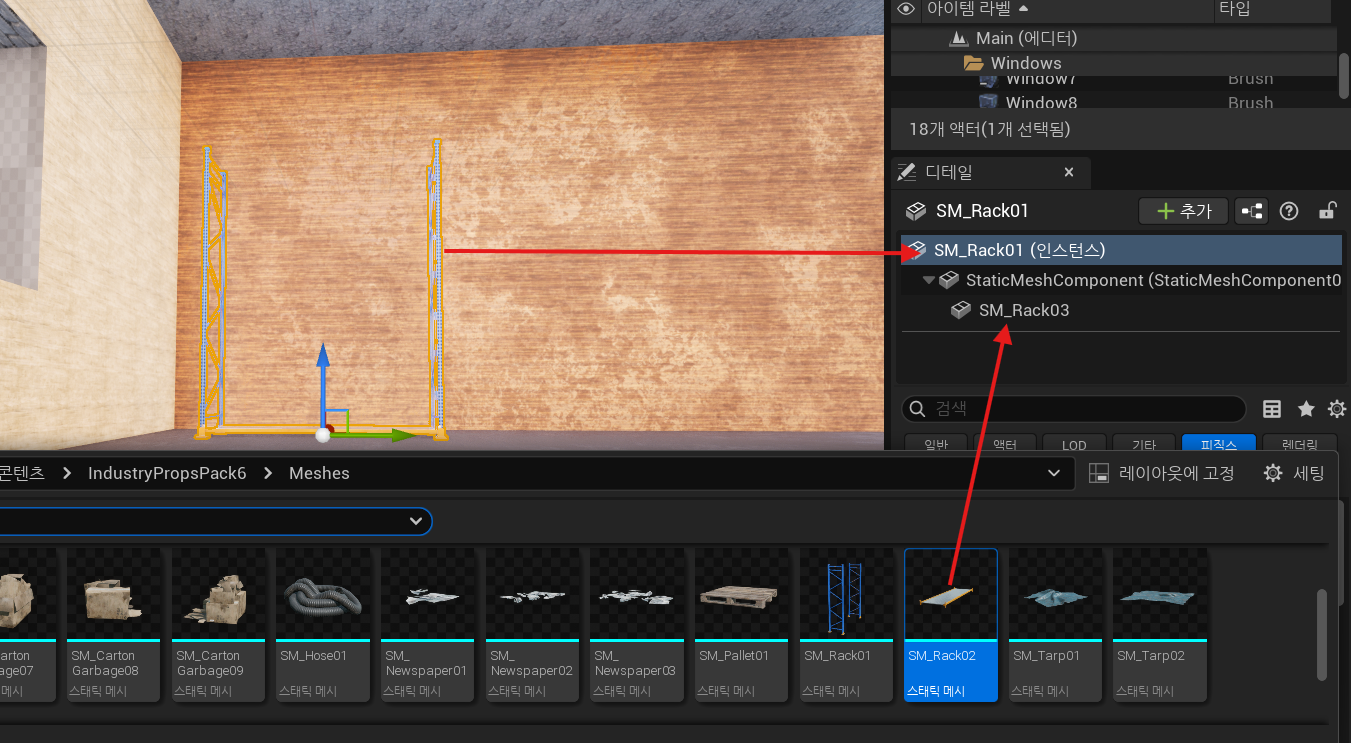 아이템 라벨 타입
Main (에디터)
Windows
Window7 Brush
Window8 Brush
18개 액터(1개 선택됨)
디테일
SM_Rack01 추가
SM_Rack01 (인스턴스)
StaticMeshComponent (StaticMeshComponent0
SM_Rack03
검색
일반 액터 LOD 기타 피직스 렌더링
콘텐츠 IndustryPropsPack6 Meshes 레이아웃에 고정 세팅
arton
Garbage07
메시
SM_Carton
Garbage08
스태틱 메시
SM_Carton
Garbage09
스태틱 메시
SM_Hose01
스태틱 메시
SM_
Newspaper01
스태틱 메시
SM_
Newspaper02
스태틱 메시
SM_
Newspaper03
스태틱 메시
SM_Pallet01
스태틱 메시
SM_Rack01
스태틱 메시
SM_Rack02
스태틱 메시
SM_Tarp01
스태틱 메시
SM_Tarp02
스태틱 메시